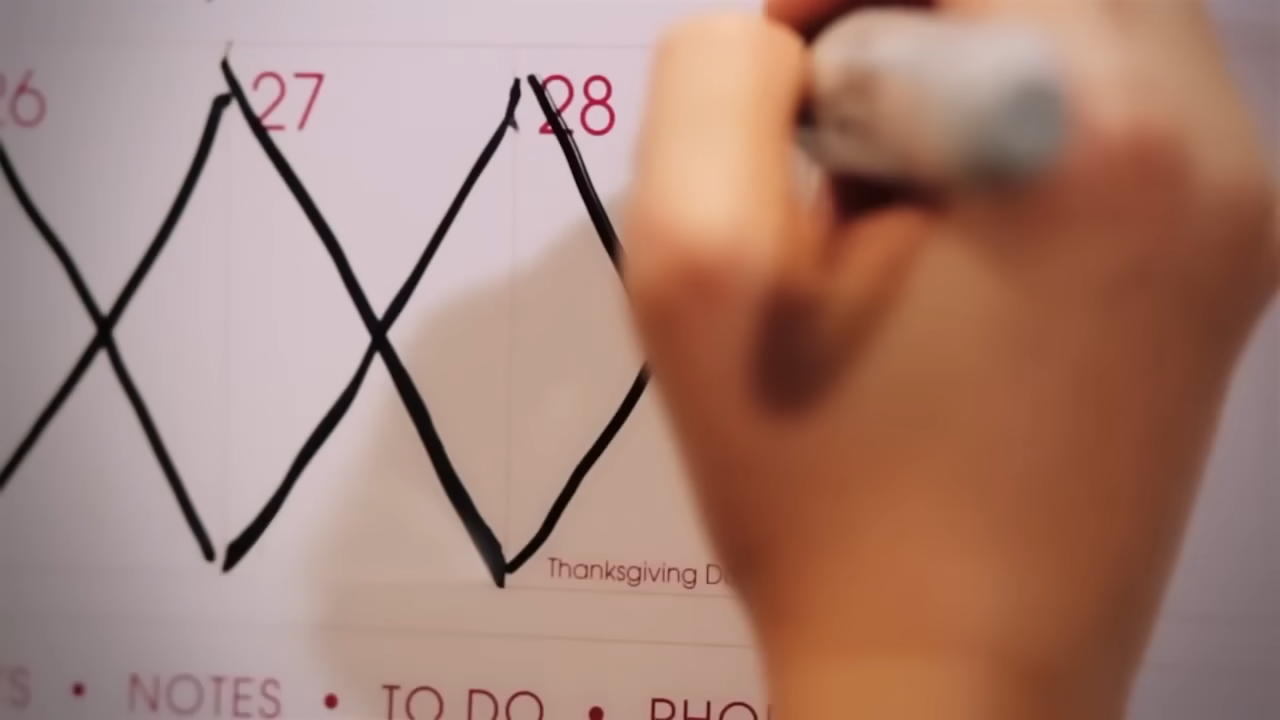 26 27 28
Thanksgiving
• NOTES • TO DO •